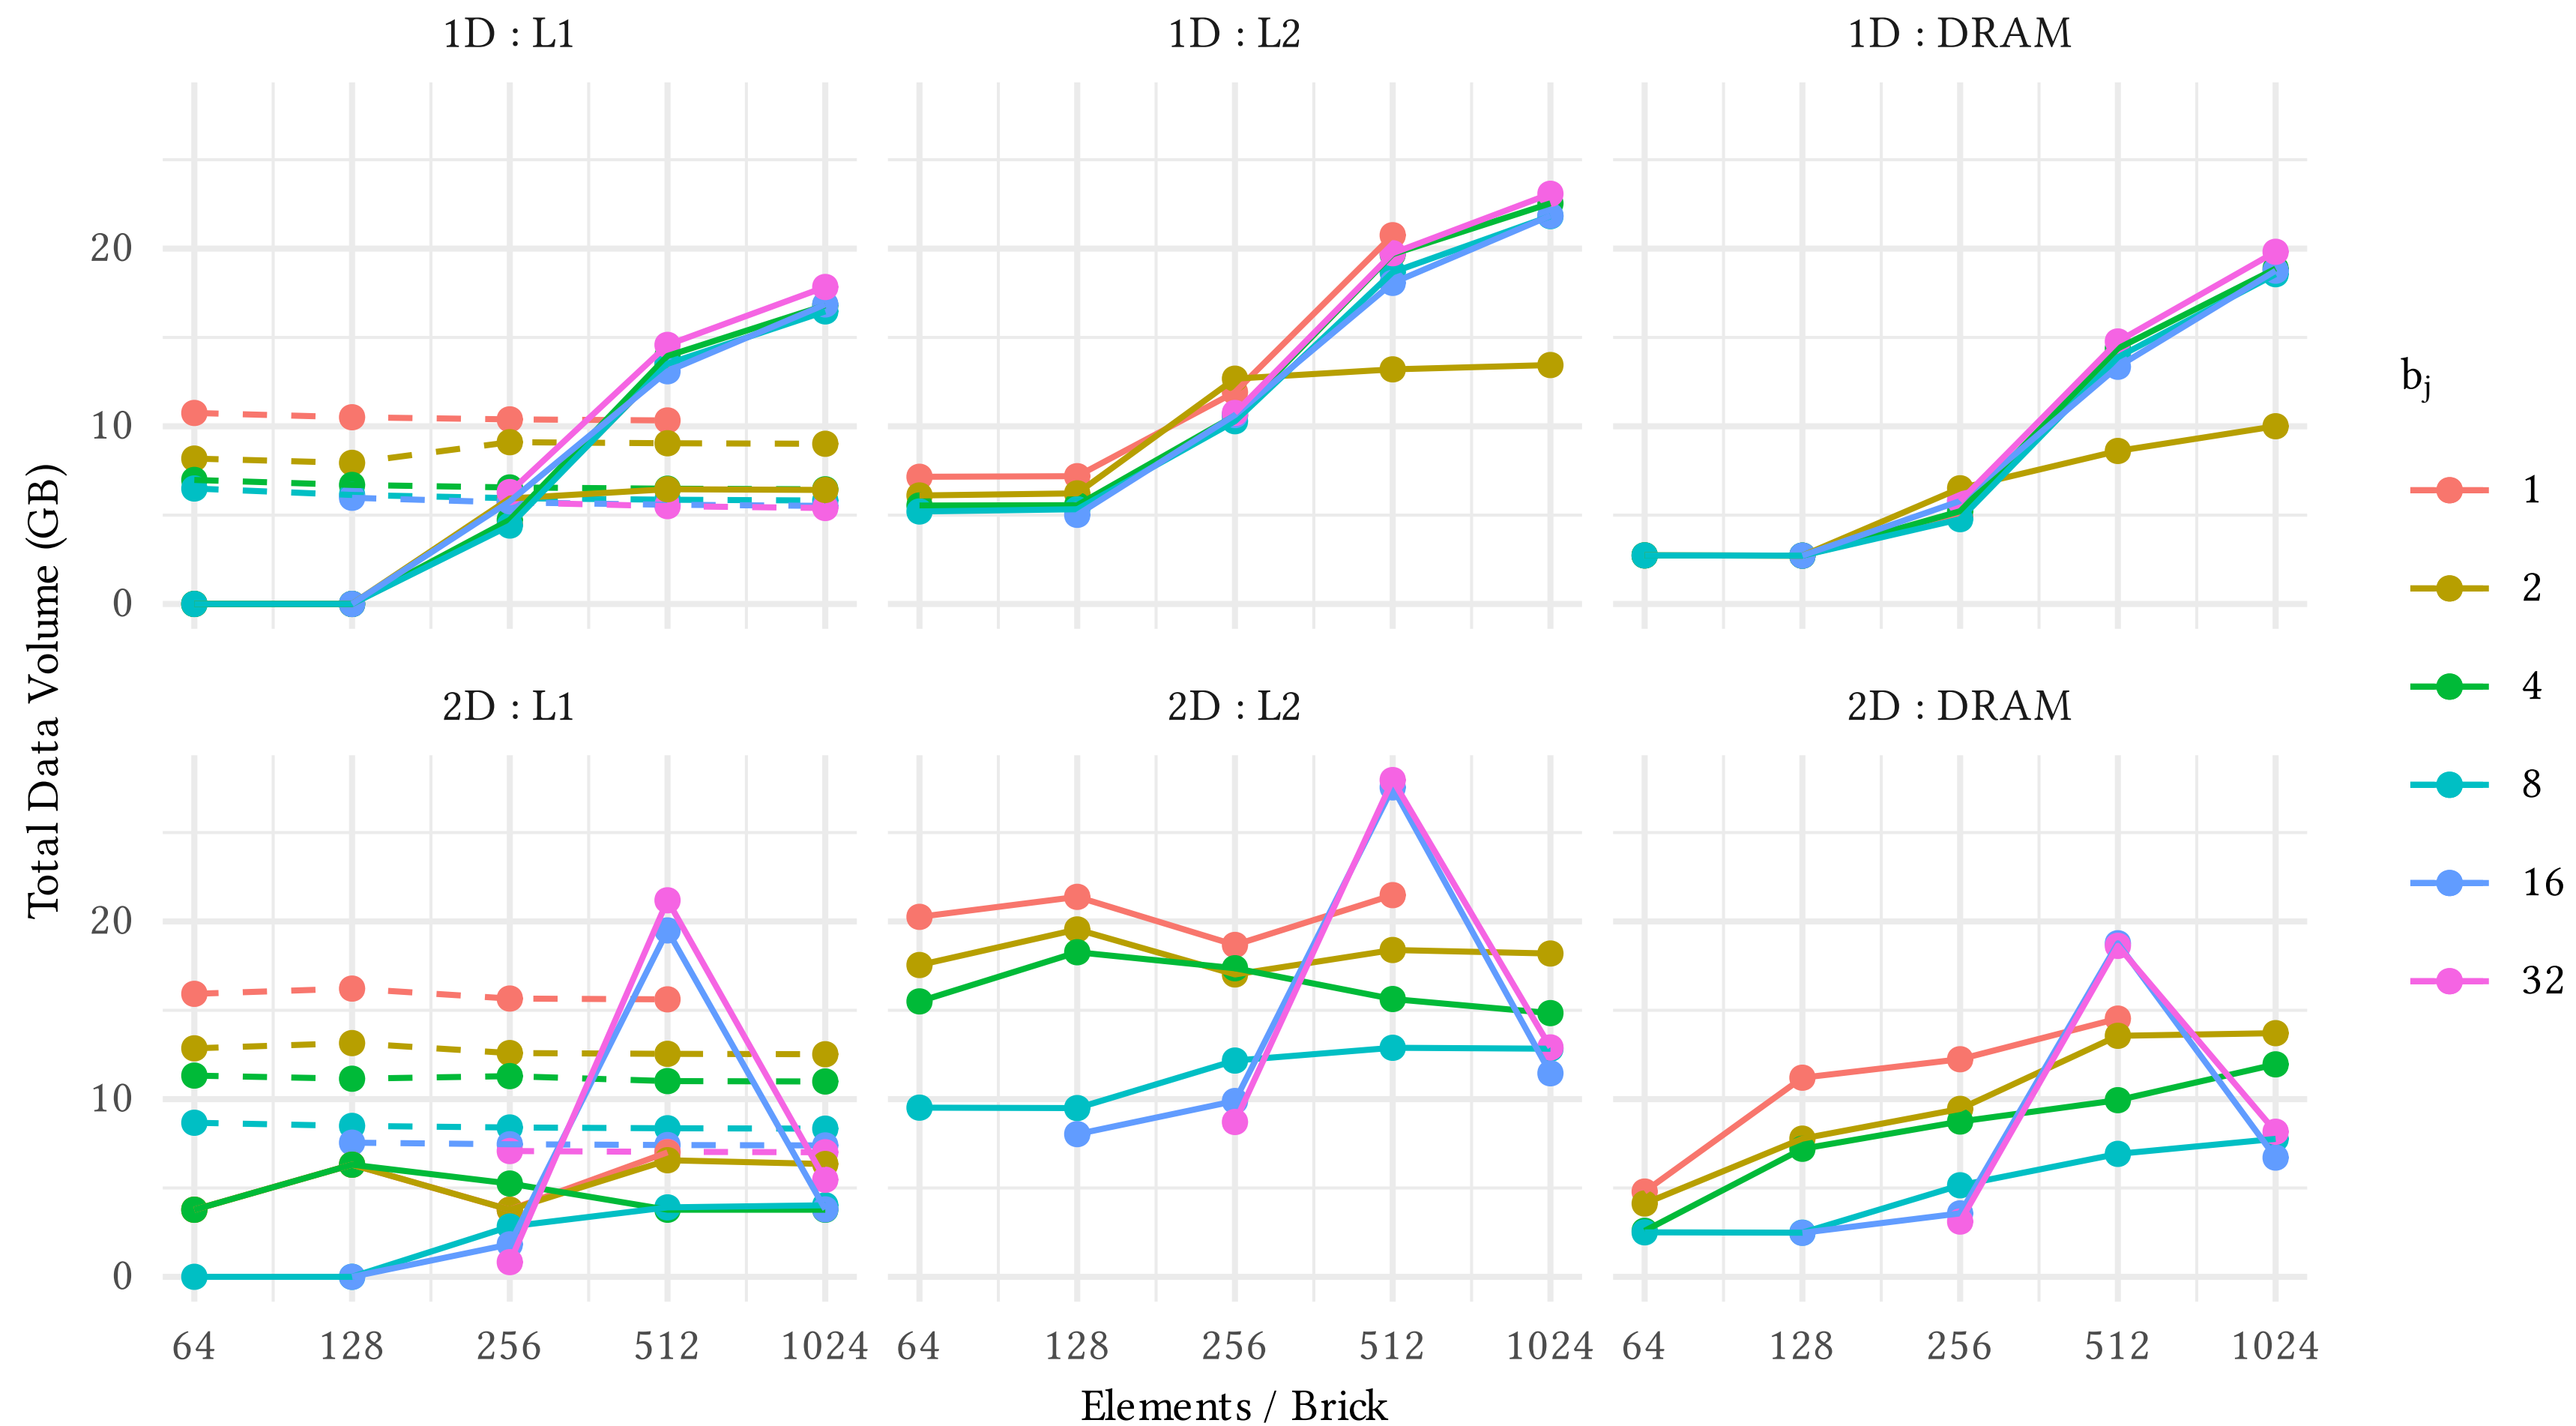 1D : L1
1D : L2
1D : DRAM
20
10
0
Total Data Volume (GB)
2D : L1
2D : L2
2D : DRAM
20
10
0
64 128 256 512 1024
64 128 256 512 1024
64 128 256 512 1024
Elements / Brick
bj
1
2
4
8
16
32